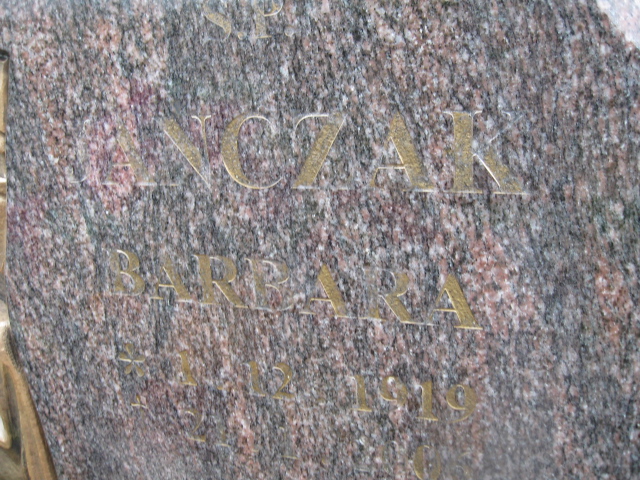 Ś.P.
ANCZAK
BARBARA
* 1.12.1919